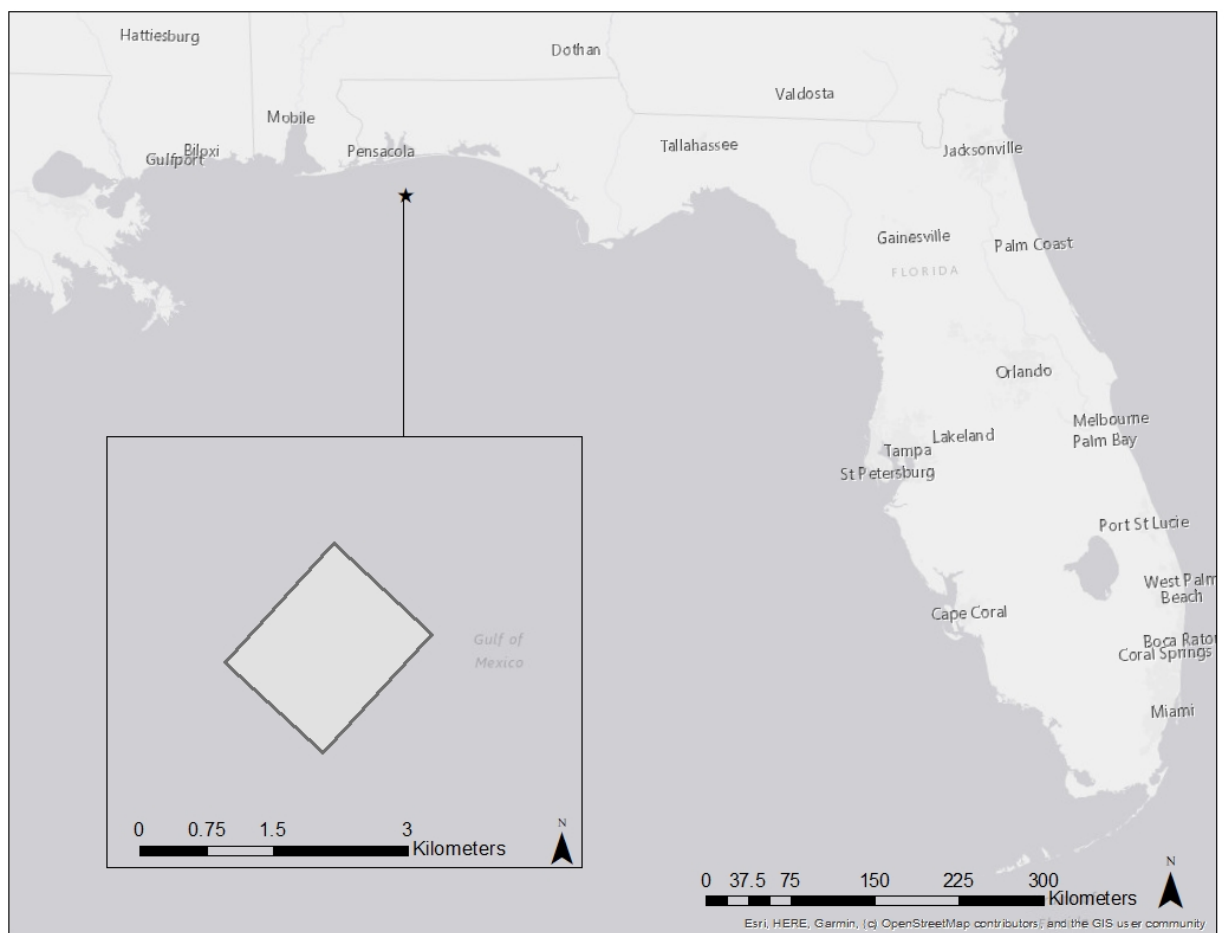 Hattiesburg
Dothan
Valdosta
Mobile
Biloxi
Gulfport
Pensacola
Tallahassee
Jacksonville
Gainesville
Palm Coast
FLORIDA
Orlando
Melbourne
Palm Bay
Lakeland
Tampa
St Petersburg
Port St Lucie
West Palm
Beach
Cape Coral
Boca Rato
Coral Springs
Miami
Gulf of
Mexico
0 0.75 1.5 3
Kilometers
N
0 37.5 75 150 225 300
Kilometers
N
Esri, HERE, Garmin, (c) OpenStreetMap contributors, and the GIS user community